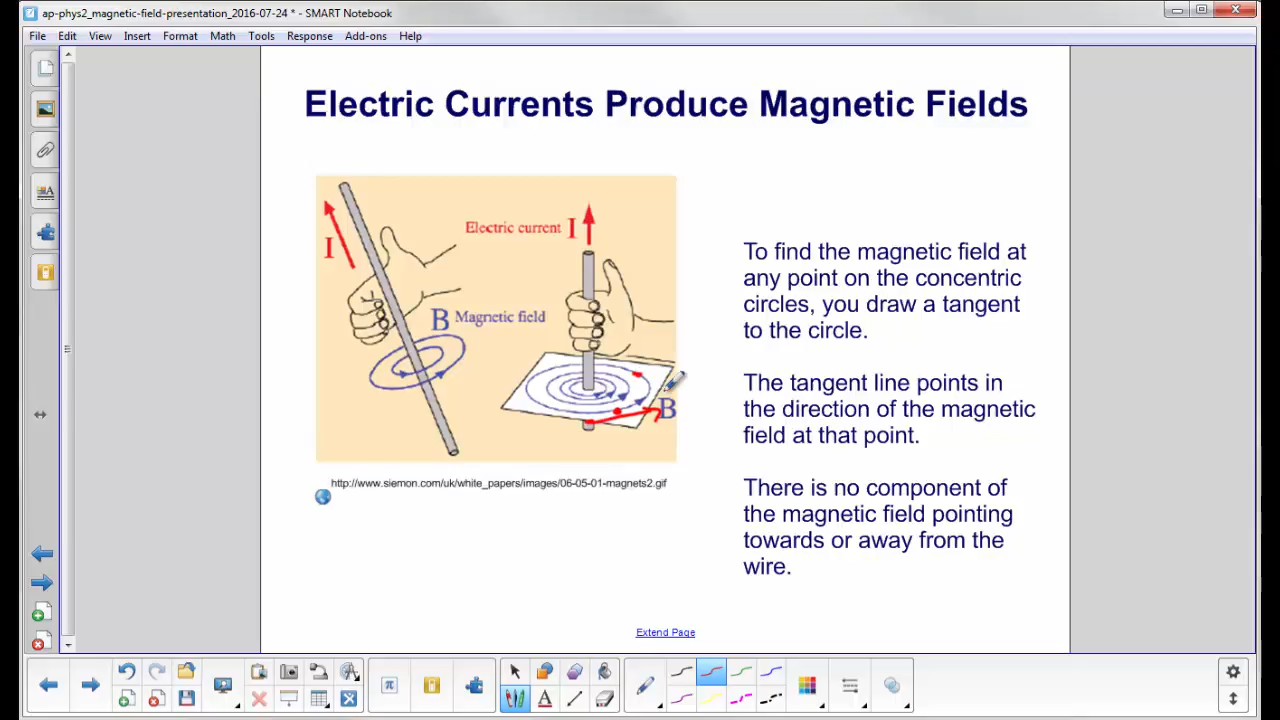 ap-phys2_magnetic-field-presentation_2016-07-24 * - SMART Notebook
File Edit View Insert Format Math Tools Response Add-ons Help
Electric Currents Produce Magnetic Fields
Electric current I
I
B Magnetic field
B
http://www.siemon.com/uk/white_papers/images/06-05-01-magnets2.gif
To find the magnetic field at
any point on the concentric
circles, you draw a tangent
to the circle.
The tangent line points in
the direction of the magnetic
field at that point.
There is no component of
the magnetic field pointing
towards or away from the
wire.
Extend Page